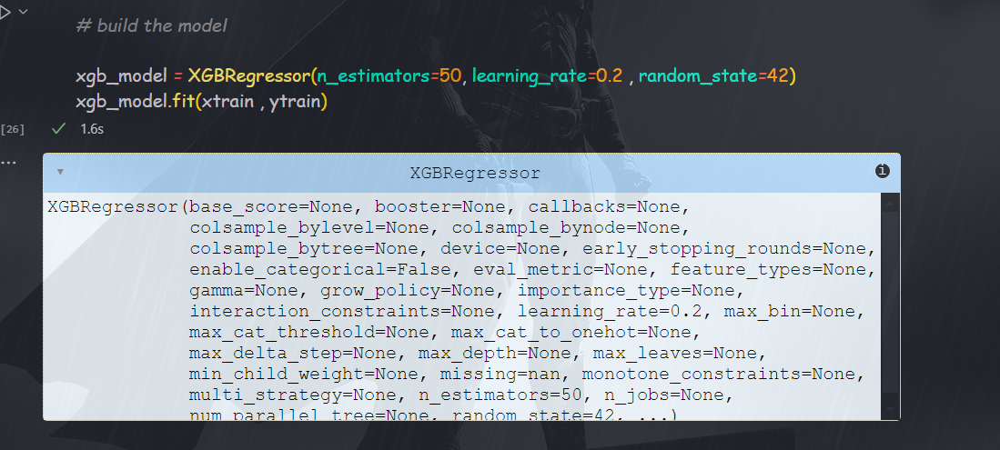 # build the model
xgb_model = XGBRegressor(n_estimators=50, learning_rate=0.2 , random_state=42)
xgb_model.fit(xtrain , ytrain)
[26]
1.6s
...
XGBRegressor
i
XGBRegressor(base_score=None, booster=None, callbacks=None,
colsample_bylevel=None, colsample_bynode=None,
colsample_bytree=None, device=None, early_stopping_rounds=None,
enable_categorical=False, eval_metric=None, feature_types=None,
gamma=None, grow_policy=None, importance_type=None,
interaction_constraints=None, learning_rate=0.2, max_bin=None,
max_cat_threshold=None, max_cat_to_onehot=None,
max_delta_step=None, max_depth=None, max_leaves=None,
min_child_weight=None, missing=nan, monotone_constraints=None,
multi_strategy=None, n_estimators=50, n_jobs=None,
num_parallel_tree=None, random_state=42, ...)